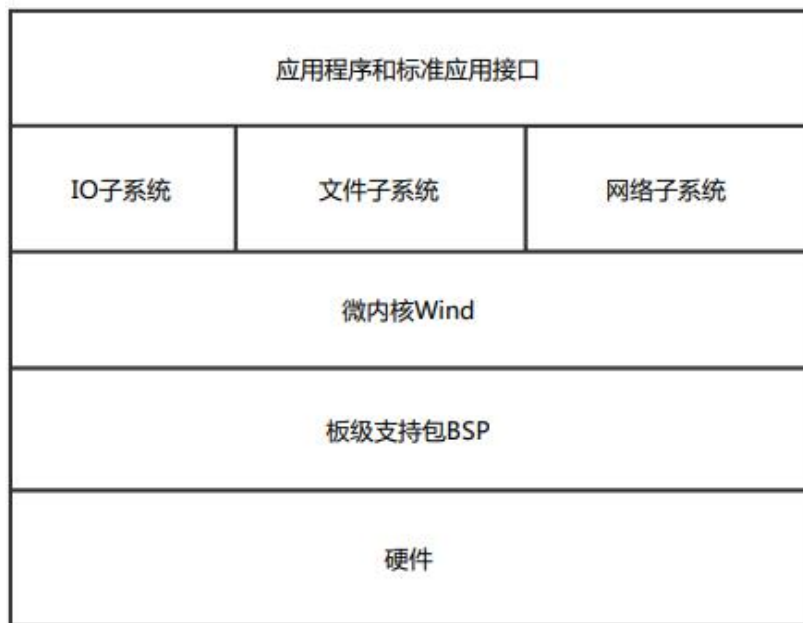 应用程序和标准应用接口
IO子系统
文件子系统
网络子系统
微内核Wind
板级支持包BSP
硬件